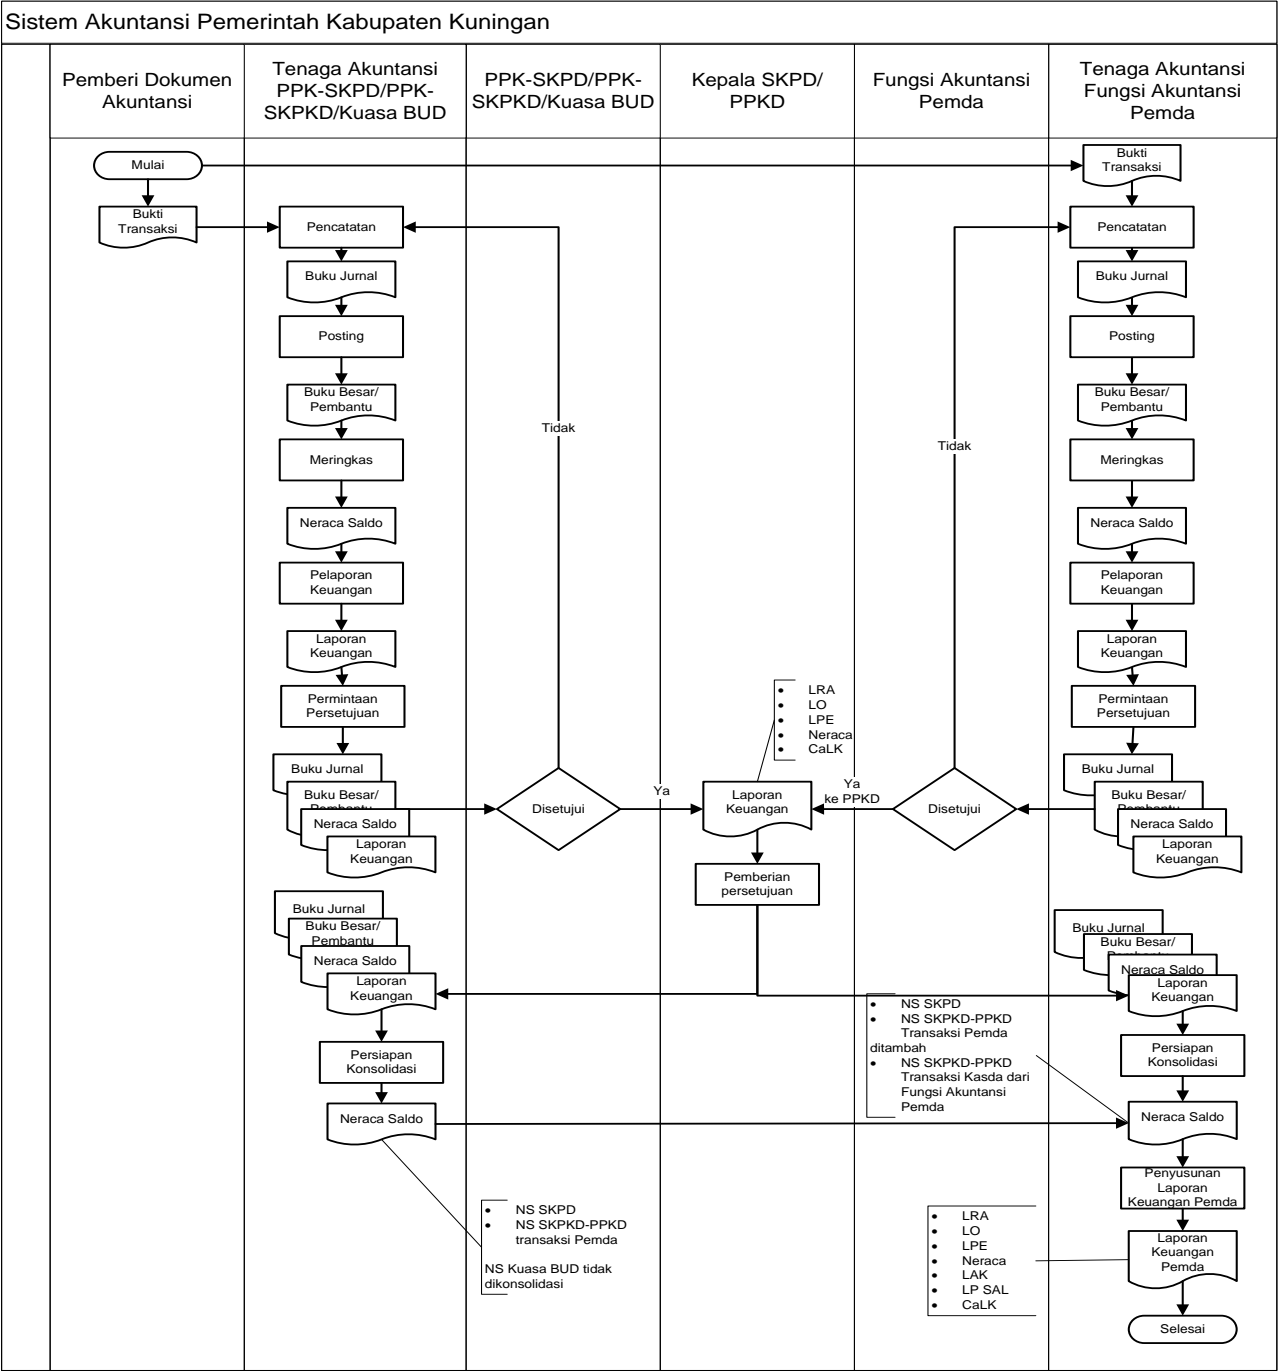 Sistem Akuntansi Pemerintah Kabupaten Kuningan
Pemberi Dokumen
Akuntansi
Tenaga Akuntansi
PPK-SKPD/PPK-
SKPKD/Kuasa BUD
PPK-SKPD/PPK-
SKPKD/Kuasa BUD
Kepala SKPD/
PPKD
Fungsi Akuntansi
Pemda
Tenaga Akuntansi
Fungsi Akuntansi
Pemda
Mulai
Bukti
Transaksi
Pencatatan
Buku Jurnal
Posting
Buku Besar/
Pembantu
Meringkas
Neraca Saldo
Pelaporan
Keuangan
Laporan
Keuangan
Permintaan
Persetujuan
Buku Jurnal
Buku Besar/
Pembantu
Neraca Saldo
Laporan
Keuangan
Tidak
Disetujui
Ya
• LRA
• LO
• LPE
• Neraca
• CaLK
Laporan
Keuangan
Pemberian
persetujuan
Ya
ke PPKD
Tidak
Disetujui
Bukti
Transaksi
Pencatatan
Buku Jurnal
Posting
Buku Besar/
Pembantu
Meringkas
Neraca Saldo
Pelaporan
Keuangan
Laporan
Keuangan
Permintaan
Persetujuan
Buku Jurnal
Buku Besar/
Pembantu
Neraca Saldo
Laporan
Keuangan
Buku Jurnal
Buku Besar/
Pembantu
Neraca Saldo
Laporan
Keuangan
Persiapan
Konsolidasi
Neraca Saldo
• NS SKPD
• NS SKPKD-PPKD
transaksi Pemda
NS Kuasa BUD tidak
dikonsolidasi
• NS SKPD
• NS SKPKD-PPKD
Transaksi Pemda
ditambah
• NS SKPKD-PPKD
Transaksi Kasda dari
Fungsi Akuntansi
Pemda
Buku Jurnal
Buku Besar/
Pembantu
Neraca Saldo
Laporan
Keuangan
Persiapan
Konsolidasi
Neraca Saldo
Penyusunan
Laporan
Keuangan Pemda
• LRA
• LO
• LPE
• Neraca
• LAK
• LP SAL
• CaLK
Laporan
Keuangan
Pemda
Selesai